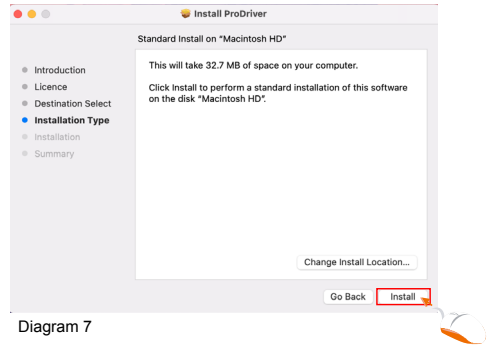 Install ProDriver
Standard Install on “Macintosh HD”
Introduction
Licence
Destination Select
Installation Type
Installation
Summary
This will take 32.7 MB of space on your computer.
Click Install to perform a standard installation of this software
on the disk “Macintosh HD”.
Change Install Location...
Go Back
Install
Diagram 7